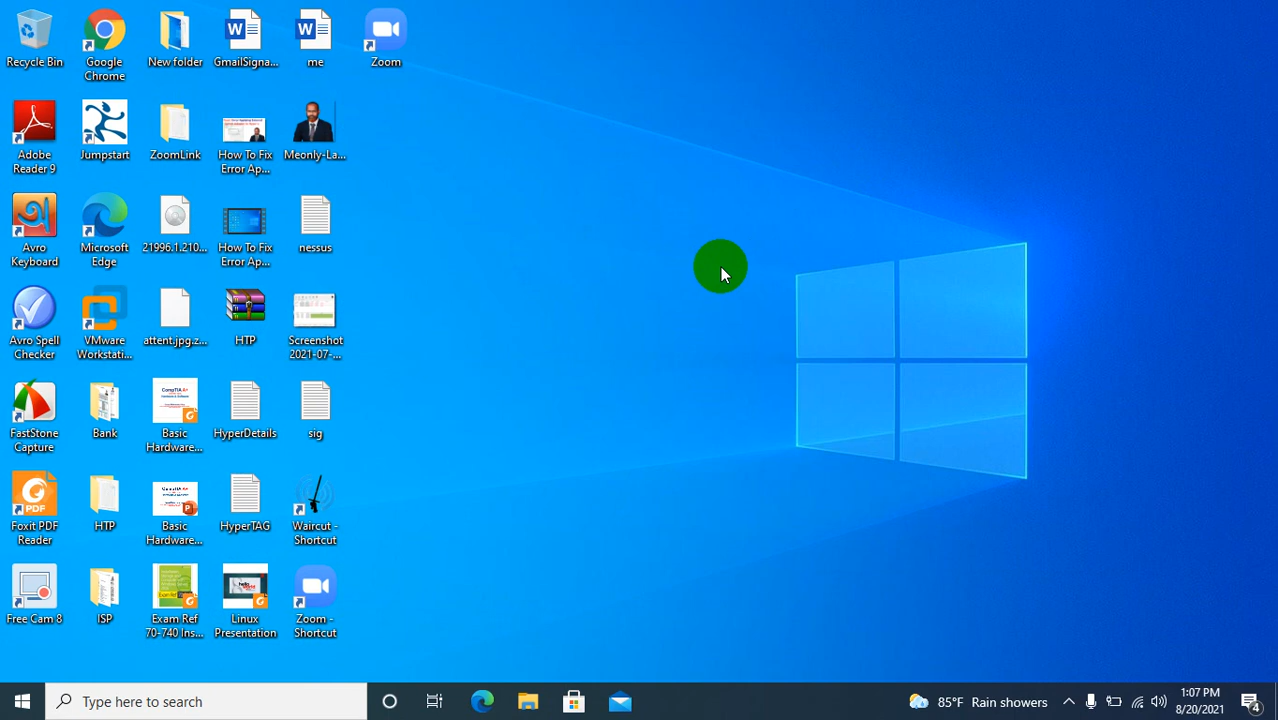 Recycle Bin
Google
Chrome
New folder
GmailSigna...
me
Zoom
Adobe
Reader 9
Jumpstart
ZoomLink
How To Fix
Error Ap...
Meonly-La...
Avro
Keyboard
Microsoft
Edge
21996.1.210...
How To Fix
Error Ap...
nessus
Avro Spell
Checker
VMware
Workstati...
attent.jpg.z...
HTP
Screenshot
2021-07-...
FastStone
Capture
Bank
Basic
Hardware...
HyperDetails
sig
PDF
Foxit PDF
Reader
HTP
Basic
Hardware...
HyperTAG
Waircut -
Shortcut
Free Cam 8
ISP
Exam Ref
70-740 Ins...
Linux
Presentation
Zoom -
Shortcut
Type here to search
85°F Rain showers
1:07 PM
8/20/2021
4